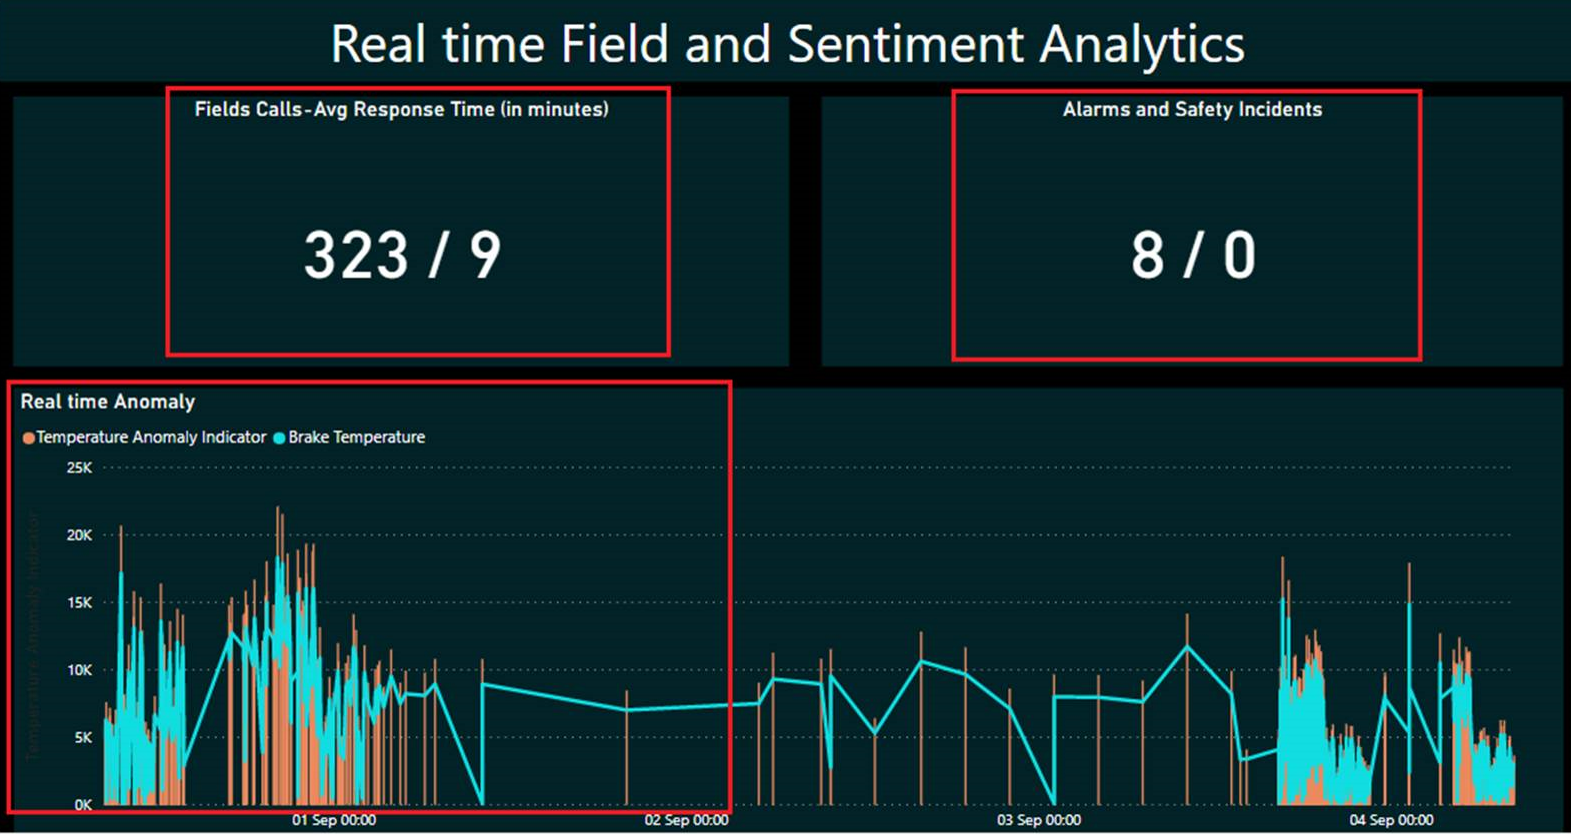 Real time Field and Sentiment Analytics
Fields Calls-Avg Response Time (in minutes)
Alarms and Safety Incidents
323 / 9
8 / 0
Real time Anomaly
Temperature Anomaly Indicator Brake Temperature
25K
20K
15K
10K
5K
0K
Temperature Anomaly Indicator
01 Sep 00:00 02 Sep 00:00 03 Sep 00:00 04 Sep 00:00